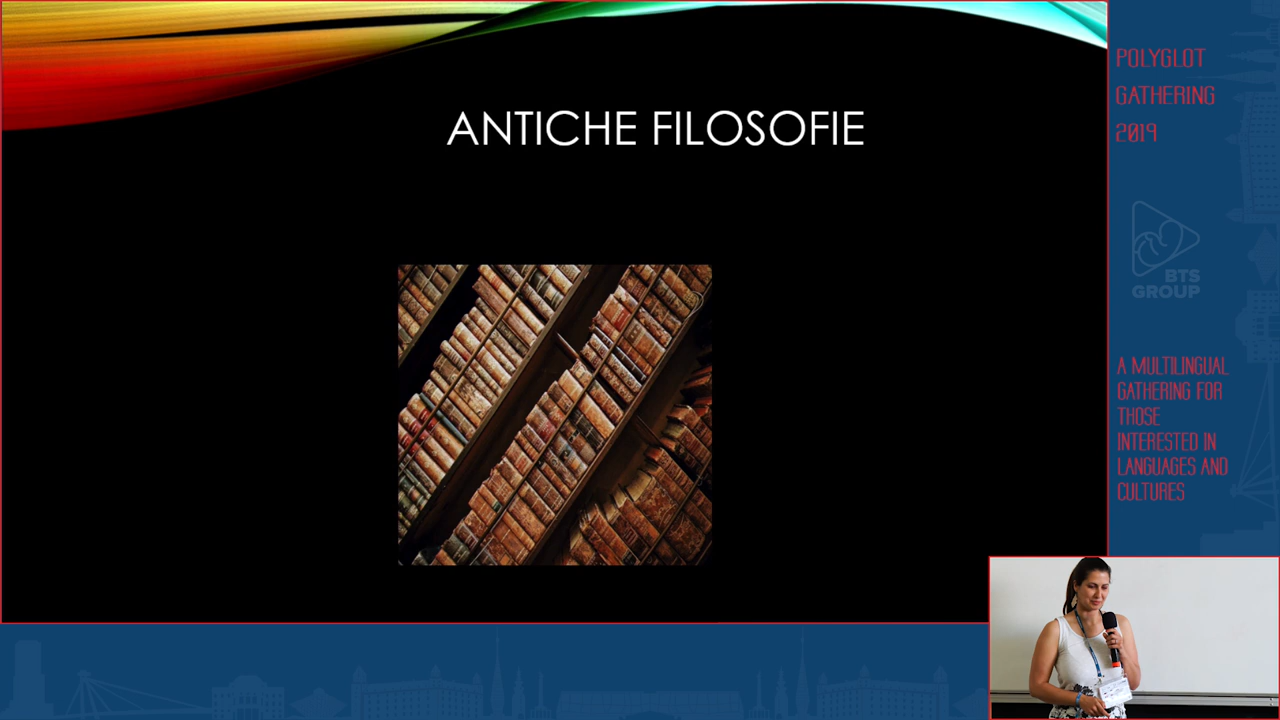 ANTICHE FILOSOFIE
POLYGLOT
GATHERING
2019
BTS
GROUP
A MULTILINGUAL
GATHERING FOR
THOSE
INTERESTED IN
LANGUAGES AND
CULTURES